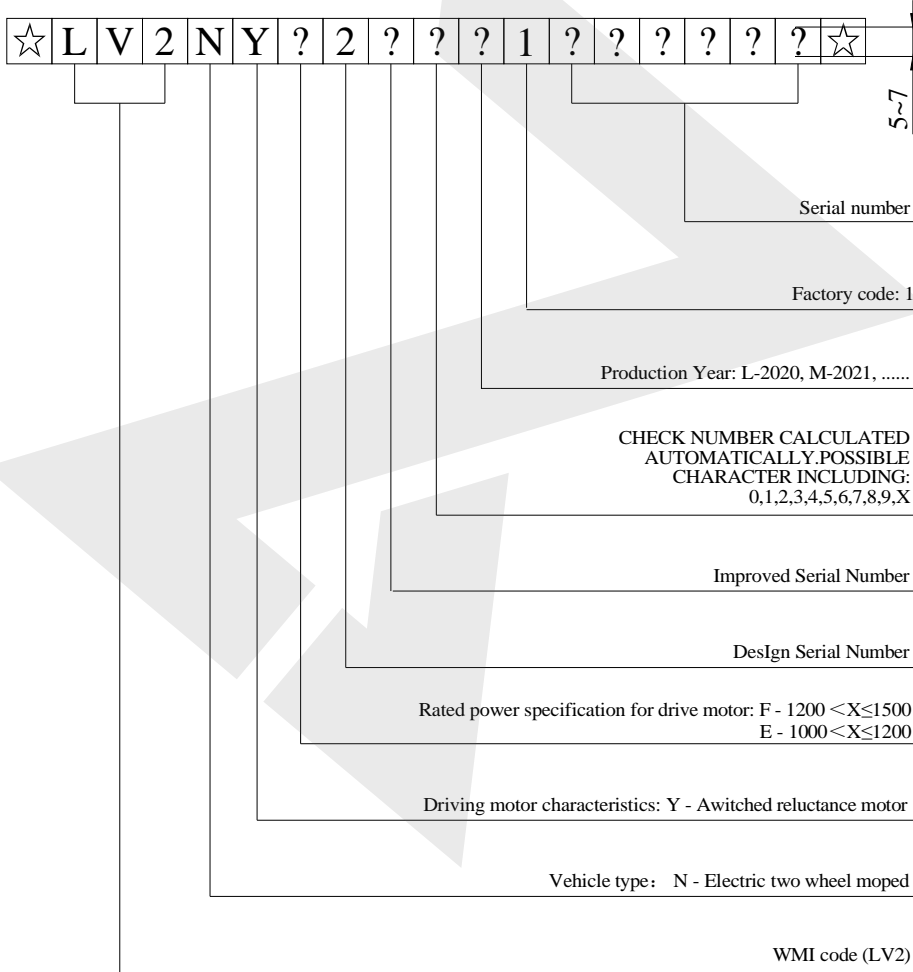 ☆ L V 2 N Y ? 2 ? ? ? 1 ? ? ? ? ? ? ☆
5~7
Serial number
Factory code: 1
Production Year: L-2020, M-2021, ......
CHECK NUMBER CALCULATED
AUTOMATICALLY.POSSIBLE
CHARACTER INCLUDING:
0,1,2,3,4,5,6,7,8,9,X
Improved Serial Number
DesIgn Serial Number
Rated power specification for drive motor: F - 1200 <X≤1500
E - 1000<X≤1200
Driving motor characteristics: Y - Awitched reluctance motor
Vehicle type： N - Electric two wheel moped
WMI code (LV2)